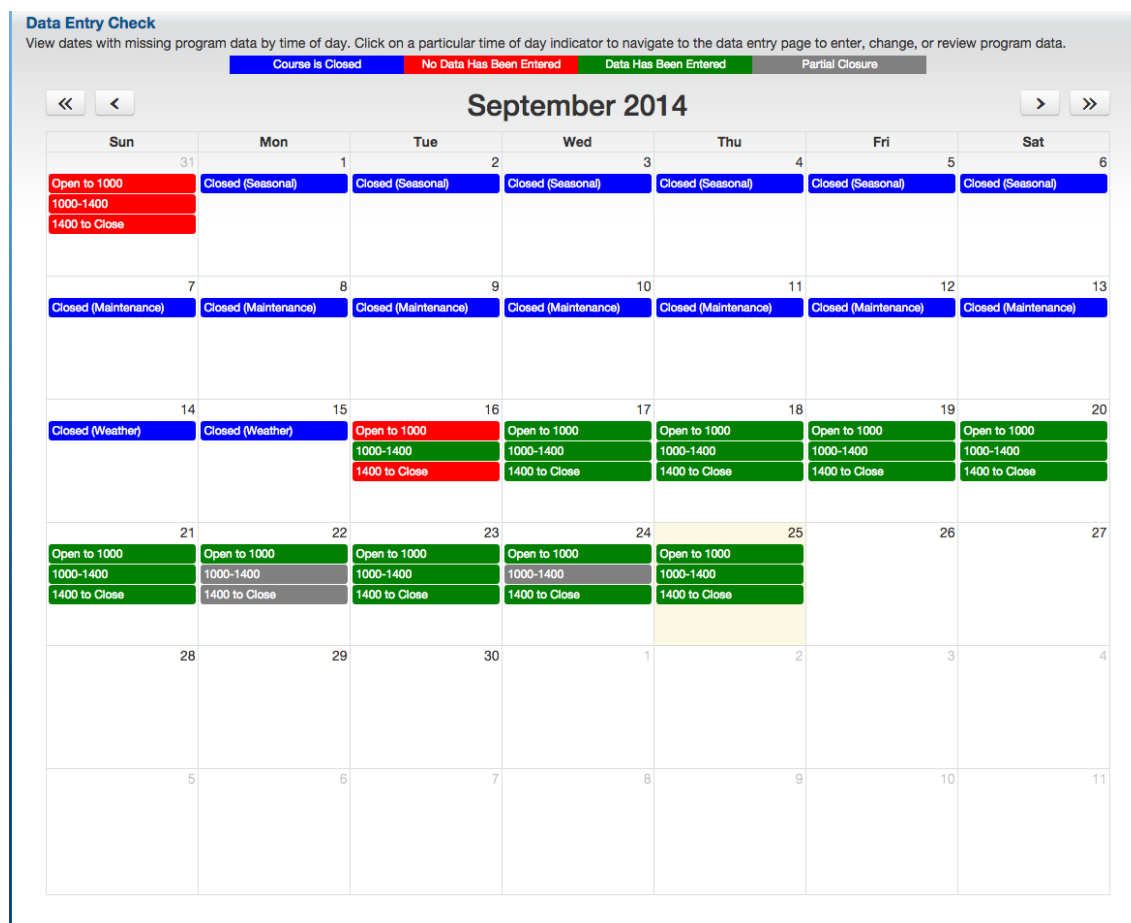 Data Entry Check
View dates with missing program data by time of day. Click on a particular time of day indicator to navigate to the data entry page to enter, change, or review program data.
Course is Closed No Data Has Been Entered Data Has Been Entered Partial Closure
« < September 2014 > »
Sun Mon Tue Wed Thu Fri Sat
31 1 2 3 4 5 6
Open to 1000 Closed (Seasonal) Closed (Seasonal) Closed (Seasonal) Closed (Seasonal) Closed (Seasonal) Closed (Seasonal)
1000-1400
1400 to Close
7 8 9 10 11 12 13
Closed (Maintenance) Closed (Maintenance) Closed (Maintenance) Closed (Maintenance) Closed (Maintenance) Closed (Maintenance) Closed (Maintenance)
14 15 16 17 18 19 20
Closed (Weather) Closed (Weather) Open to 1000 Open to 1000 Open to 1000 Open to 1000 Open to 1000
1000-1400 1000-1400 1000-1400 1000-1400 1000-1400
1400 to Close 1400 to Close 1400 to Close 1400 to Close 1400 to Close
21 22 23 24 25 26 27
Open to 1000 Open to 1000 Open to 1000 Open to 1000 Open to 1000
1000-1400 1000-1400 1000-1400 1000-1400 1000-1400
1400 to Close 1400 to Close 1400 to Close 1400 to Close 1400 to Close
28 29 30 1 2 3 4
5 6 7 8 9 10 11